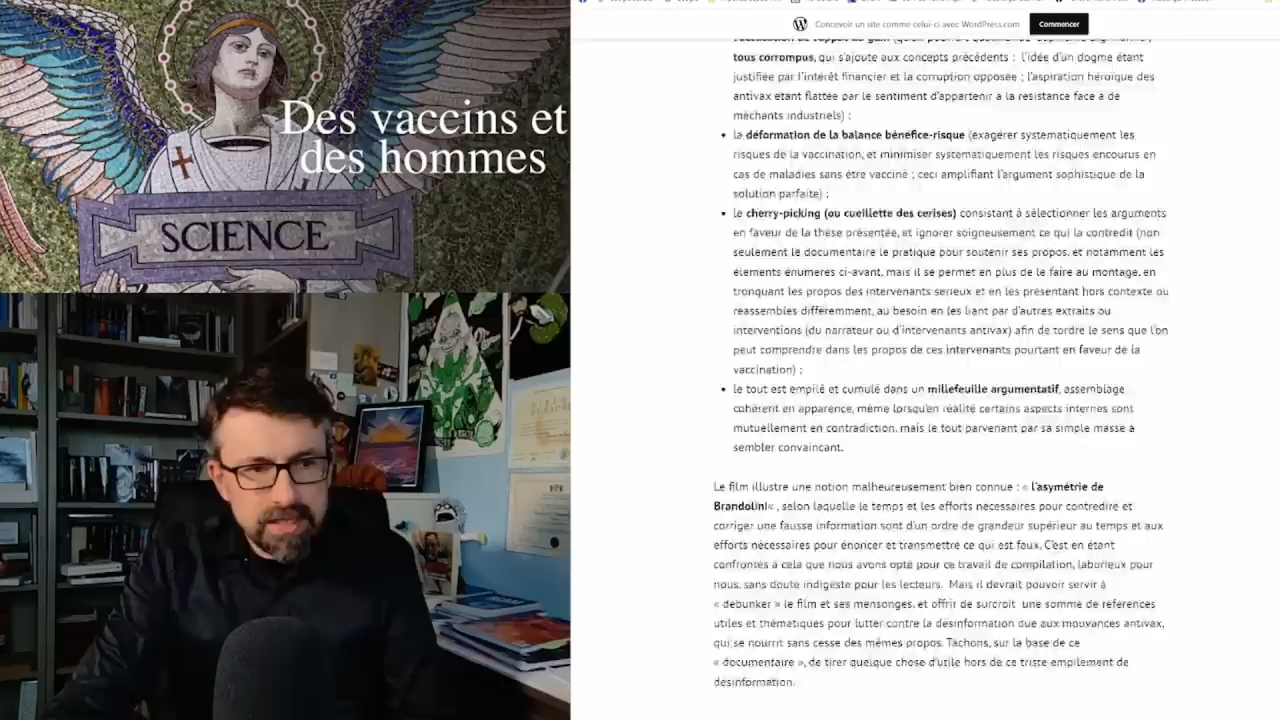 Des vaccins et
des hommes
SCIENCE
Concevoir un site comme celui-ci avec WordPress.com
Commencer
tous corrompus, qui s'ajoute aux concepts précédents : l'idée d'un dogme étant
justifiée par l'intérêt financier et la corruption opposée ; l'aspiration héroïque des
antivax étant flattée par le sentiment d'appartenir à la résistance face à de
méchants industriels) ;
• la déformation de la balance bénéfice-risque (exagérer systématiquement les
risques de la vaccination, et minimiser systématiquement les risques encourus en
cas de maladies sans être vacciné ; ceci amplifiant l'argument sophistique de la
solution parfaite) ;
• le cherry-picking (ou cueillette des cerises) consistant à sélectionner les arguments
en faveur de la thèse présentée, et ignorer soigneusement ce qui la contredit (non
seulement le documentaire le pratique pour soutenir ses propos, et notamment les
éléments énumérés ci-avant, mais il se permet en plus de le faire au montage, en
tronquant les propos des intervenants sérieux et en les présentant hors contexte ou
réassemblés différemment, au besoin en les liant par d'autres extraits ou
interventions (du narrateur ou d'intervenants antivax) afin de tordre le sens que l'on
peut comprendre dans les propos de ces intervenants pourtant en faveur de la
vaccination) ;
• le tout est empilé et cumulé dans un millefeuille argumentatif, assemblage
cohérent en apparence, même lorsqu'en réalité certains aspects internes sont
mutuellement en contradiction, mais le tout parvenant par sa simple masse à
sembler convaincant.
Le film illustre une notion malheureusement bien connue : « l'asymétrie de
Brandolini« , selon laquelle le temps et les efforts nécessaires pour contredire et
corriger une fausse information sont d'un ordre de grandeur supérieur au temps et aux
efforts nécessaires pour énoncer et transmettre ce qui est faux. C'est en étant
confrontés à cela que nous avons opté pour ce travail de compilation, laborieux pour
nous, sans doute indigeste pour les lecteurs. Mais il devrait pouvoir servir à
« debunker » le film et ses mensonges, et offrir de surcroît une somme de références
utiles et thématiques pour lutter contre la désinformation due aux mouvances antivax,
qui se nourrit sans cesse des mêmes propos. Tâchons, sur la base de ce
« documentaire », de tirer quelque chose d'utile hors de ce triste empilement de
désinformation.